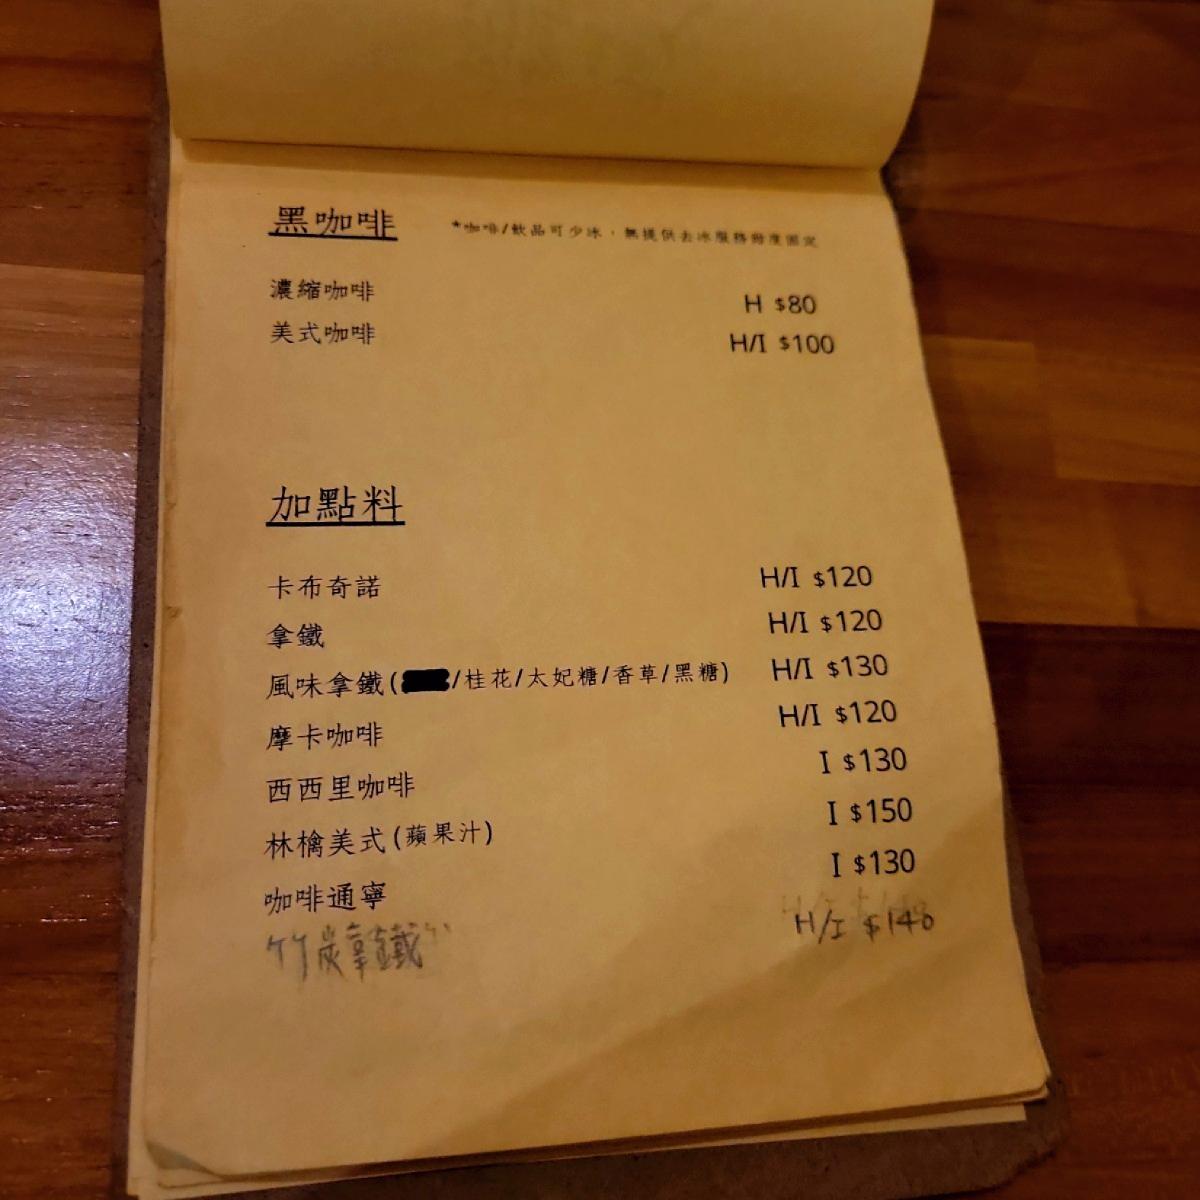 黑咖啡 *咖啡/飲品可少冰,無提供去冰服務甜度固定
濃縮咖啡 H $80
美式咖啡 H/I $100
加點料
卡布奇諾 H/I $120
拿鐵 H/I $120
風味拿鐵(/桂花/太妃糖/香草/黑糖) H/I $130
摩卡咖啡 H/I $120
西西里咖啡 I $130
林檎美式(蘋果汁) I $150
咖啡通寧 I $130
竹炭拿鐵 H/I $140